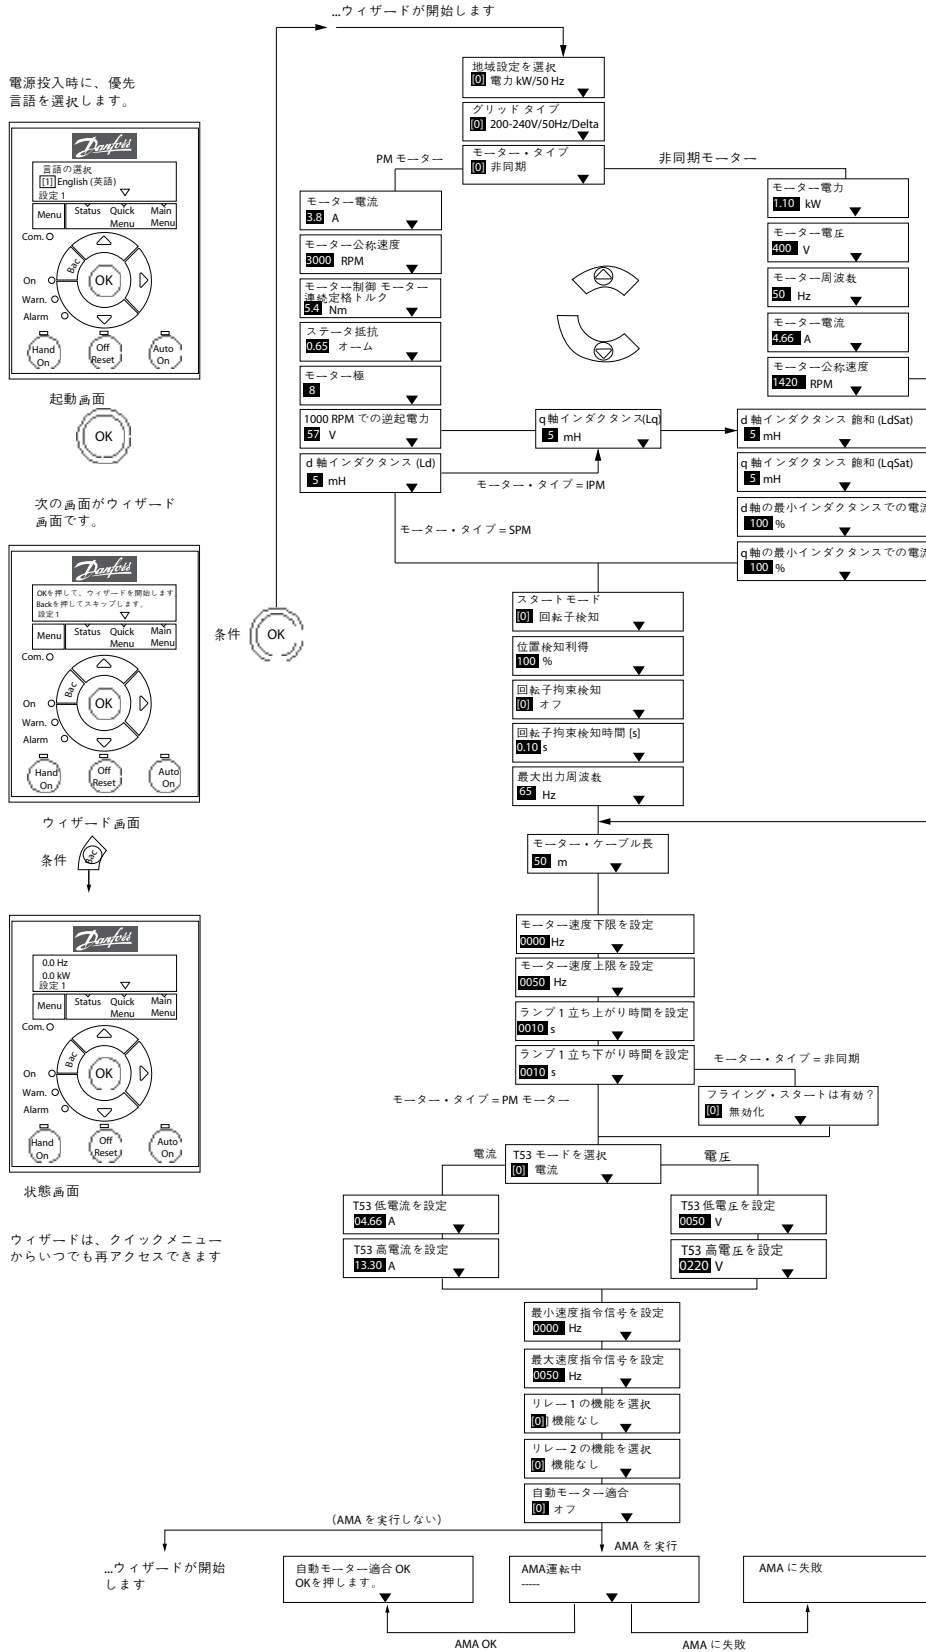 ...ウィザードが開始します
電源投入時に、優先
言語を選択します。
Danfoss
言語の選択
[1] English (英語)
設定 1
Menu
Status
Quick
Menu
Main
Menu
Com.
On
Warn.
Alarm
Bac
OK
Hand
On
Off
Reset
Auto
On
起動画面
OK
次の画面がウィザード
画面です。
Danfoss
OKを押して、ウィザードを開始します.
Backを押してスキップします。
設定 1
Menu
Status
Quick
Menu
Main
Menu
Com.
On
Warn.
Alarm
Bac
OK
Hand
On
Off
Reset
Auto
On
ウィザード画面
条件
Bac
条件
OK
Danfoss
0.0 Hz
0.0 kW
設定 1
Menu
Status
Quick
Menu
Main
Menu
Com.
On
Warn.
Alarm
Bac
OK
Hand
On
Off
Reset
Auto
On
状態画面
ウィザードは、クイックメニュー
からいつでも再アクセスできます
地域設定を選択
[0] 電力 kW/50 Hz
グリッド タイプ
[0] 200-240V/50Hz/Delta
モーター・タイプ
[0] 非同期
PM モーター
非同期モーター
モーター電流
3.8 A
モーター公称速度
3000 RPM
モーター制御 モーター
連続定格トルク
5.4 Nm
ステータ抵抗
0.65 オーム
モーター極
8
1000 RPM での逆起電力
57 V
d 軸インダクタンス (Ld)
5 mH
モーター電力
1.10 kW
モーター電圧
400 V
モーター周波数
50 Hz
モーター電流
4.66 A
モーター公称速度
1420 RPM
q 軸インダクタンス(Lq)
5 mH
モーター・タイプ = IPM
モーター・タイプ = SPM
d 軸インダクタンス 飽和 (LdSat)
5 mH
q 軸インダクタンス 飽和 (LqSat)
5 mH
d 軸の最小インダクタンスでの電流
100 %
q 軸の最小インダクタンスでの電流
100 %
スタートモード
[0] 回転子検知
位置検知利得
100 %
回転子拘束検知
[0] オフ
回転子拘束検知時間 [s]
0.10 s
最大出力周波数
65 Hz
モーター・ケーブル長
50 m
モーター速度下限を設定
0000 Hz
モーター速度上限を設定
0050 Hz
ランプ 1 立ち上がり時間を設定
0010 s
ランプ 1 立ち下がり時間を設定
0010 s
モーター・タイプ = 非同期
モーター・タイプ = PM モーター
フライング・スタートは有効？
[0] 無効化
電流
T53 モードを選択
[0] 電流
電圧
T53 低電流を設定
04.66 A
T53 高電流を設定
13.30 A
T53 低電圧を設定
0050 V
T53 高電圧を設定
0220 V
最小速度指令信号を設定
0000 Hz
最大速度指令信号を設定
0050 Hz
リレー 1 の機能を選択
[0] 機能なし
リレー 2 の機能を選択
[0] 機能なし
自動モーター適合
[0] オフ
(AMA を実行しない)
AMA を実行
...ウィザードが開始
します
自動モーター適合 OK
OKを押します。
AMA運転中
-----
AMA に失敗
AMA OK
AMA に失敗